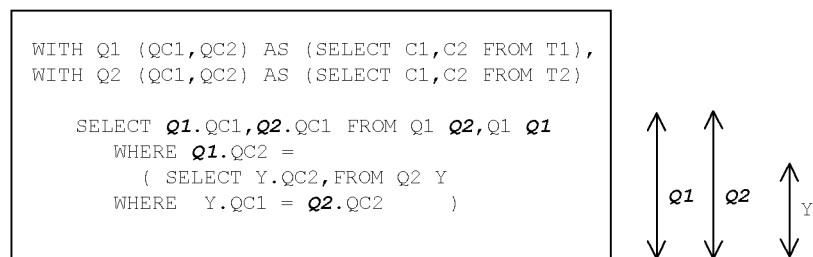 WITH Q1 (QC1,QC2) AS (SELECT C1,C2 FROM T1),
WITH Q2 (QC1,QC2) AS (SELECT C1,C2 FROM T2)
SELECT Q1.QC1,Q2.QC1 FROM Q1 Q2,Q1 Q1
WHERE Q1.QC2 =
( SELECT Y.QC2,FROM Q2 Y
WHERE Y.QC1 = Q2.QC2 )
Q1 Q2 Y